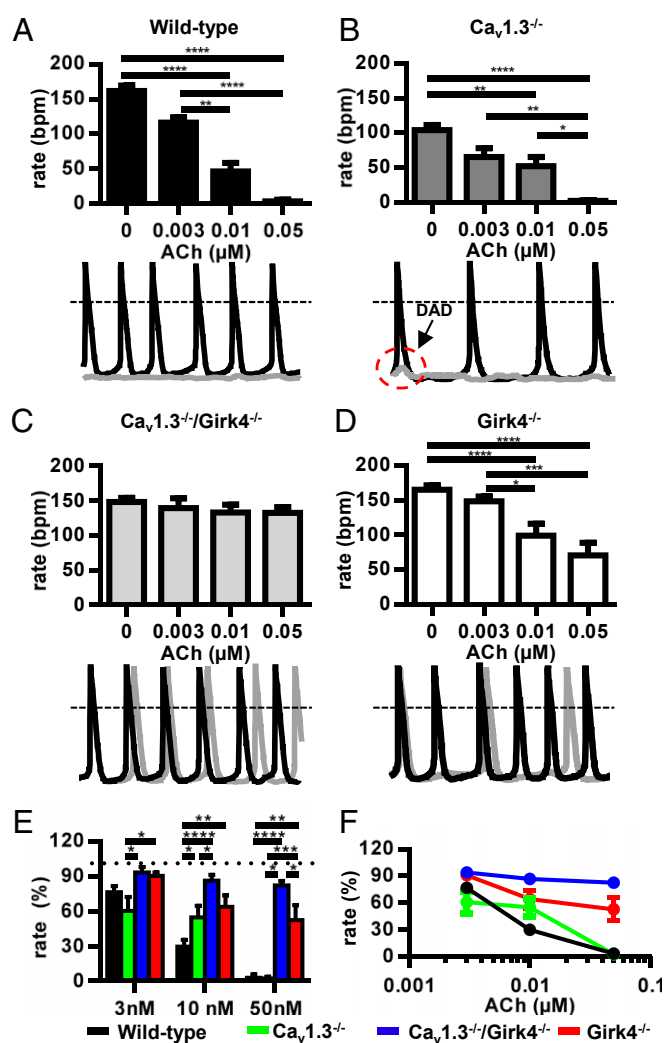 A
Wild-type
****
****
****
**
rate (bpm)
200
150
100
50
0
0 0.003 0.01 0.05
ACh (μM)
B
Cav1.3-/-
****
**
**
*
rate (bpm)
200
150
100
50
0
0 0.003 0.01 0.05
ACh (μM)
DAD
C
Cav1.3-/-/Girk4-/-
rate (bpm)
200
150
100
50
0
0 0.003 0.01 0.05
ACh (μM)
D
Girk4-/-
****
****
***
*
rate (bpm)
200
150
100
50
0
0 0.003 0.01 0.05
ACh (μM)
E
rate (%)
120
90
60
30
0
*
*
**
****
* *
**
****
***
* *
3nM 10 nM 50nM
F
rate (%)
120
90
60
30
0
0.001 0.01 0.1
ACh (μM)
Wild-type Cav1.3-/- Cav1.3-/-/Girk4-/- Girk4-/-